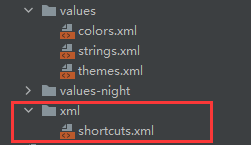 values
colors.xml
strings.xml
themes.xml
values-night
xml
shortcuts.xml